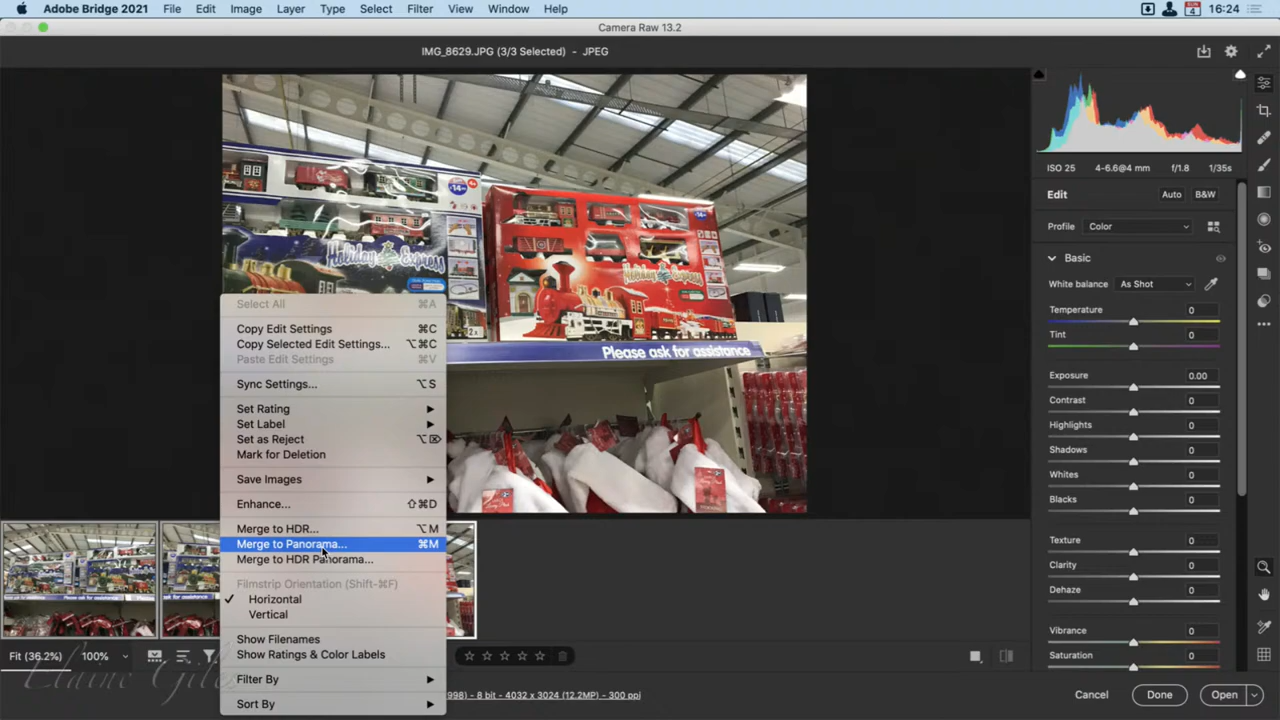 Adobe Bridge 2021 File Edit Image Layer Type Select Filter View Window Help 4 16:24
Camera Raw 13.2
IMG_8629.JPG (3/3 Selected) - JPEG
ISO 25 4-6.6@4 mm f/1.8 1/35s
Edit Auto B&W
Profile Color
Basic
White balance As Shot
Temperature 0
Tint 0
Exposure 0.00
Contrast 0
Highlights 0
Shadows 0
Whites 0
Blacks 0
Texture 0
Clarity 0
Dehaze 0
Vibrance 0
Saturation 0
Holiday Express
Holiday Express
2x
Please ask for assistance
Select All ⌘A
Copy Edit Settings ⌘C
Copy Selected Edit Settings... ⌥⌘C
Paste Edit Settings ⌘V
Sync Settings... ⌥S
Set Rating
Set Label
Set as Reject ⌥⌦
Mark for Deletion
Save Images
Enhance... ⇧⌘D
Merge to HDR... ⌥M
Merge to Panorama... ⌘M
Merge to HDR Panorama...
Filmstrip Orientation (Shift-⌘F)
✓ Horizontal
Vertical
Show Filenames
Show Ratings & Color Labels
Filter By
Sort By
Fit (36.2%) 100%
Elaine Giles
998) - 8 bit - 4032 x 3024 (12.2MP) - 300 ppi
Cancel Done Open